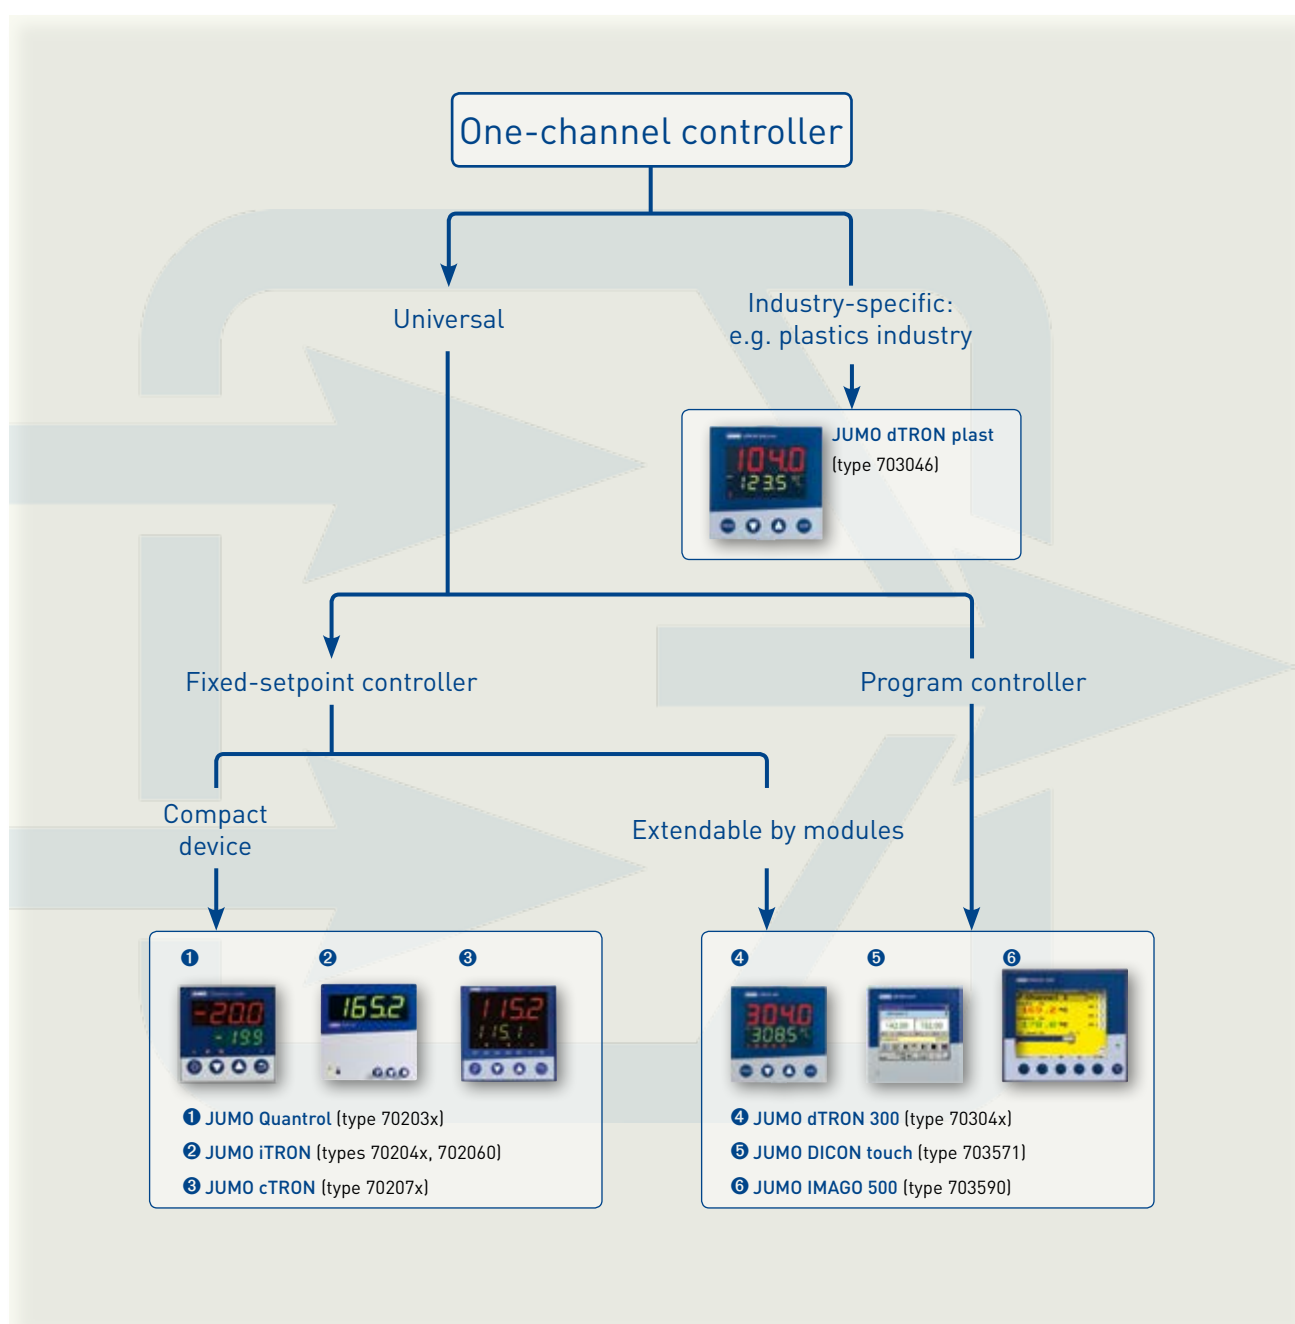 One-channel controller
Universal
Industry-specific:
e.g. plastics industry
JUMO dTRON plast
(type 703046)
104.0
123.5 °C
Fixed-setpoint controller
Program controller
Compact
device
Extendable by modules
❶ ❷ ❸
-20.0
-19.9
165.2
115.2
115.1
❶ JUMO Quantrol (type 70203x)
❷ JUMO iTRON (types 70204x, 702060)
❸ JUMO cTRON (type 70207x)
❹ ❺ ❻
304.0
308.5 °C
❹ JUMO dTRON 300 (type 70304x)
❺ JUMO DICON touch (type 703571)
❻ JUMO IMAGO 500 (type 703590)